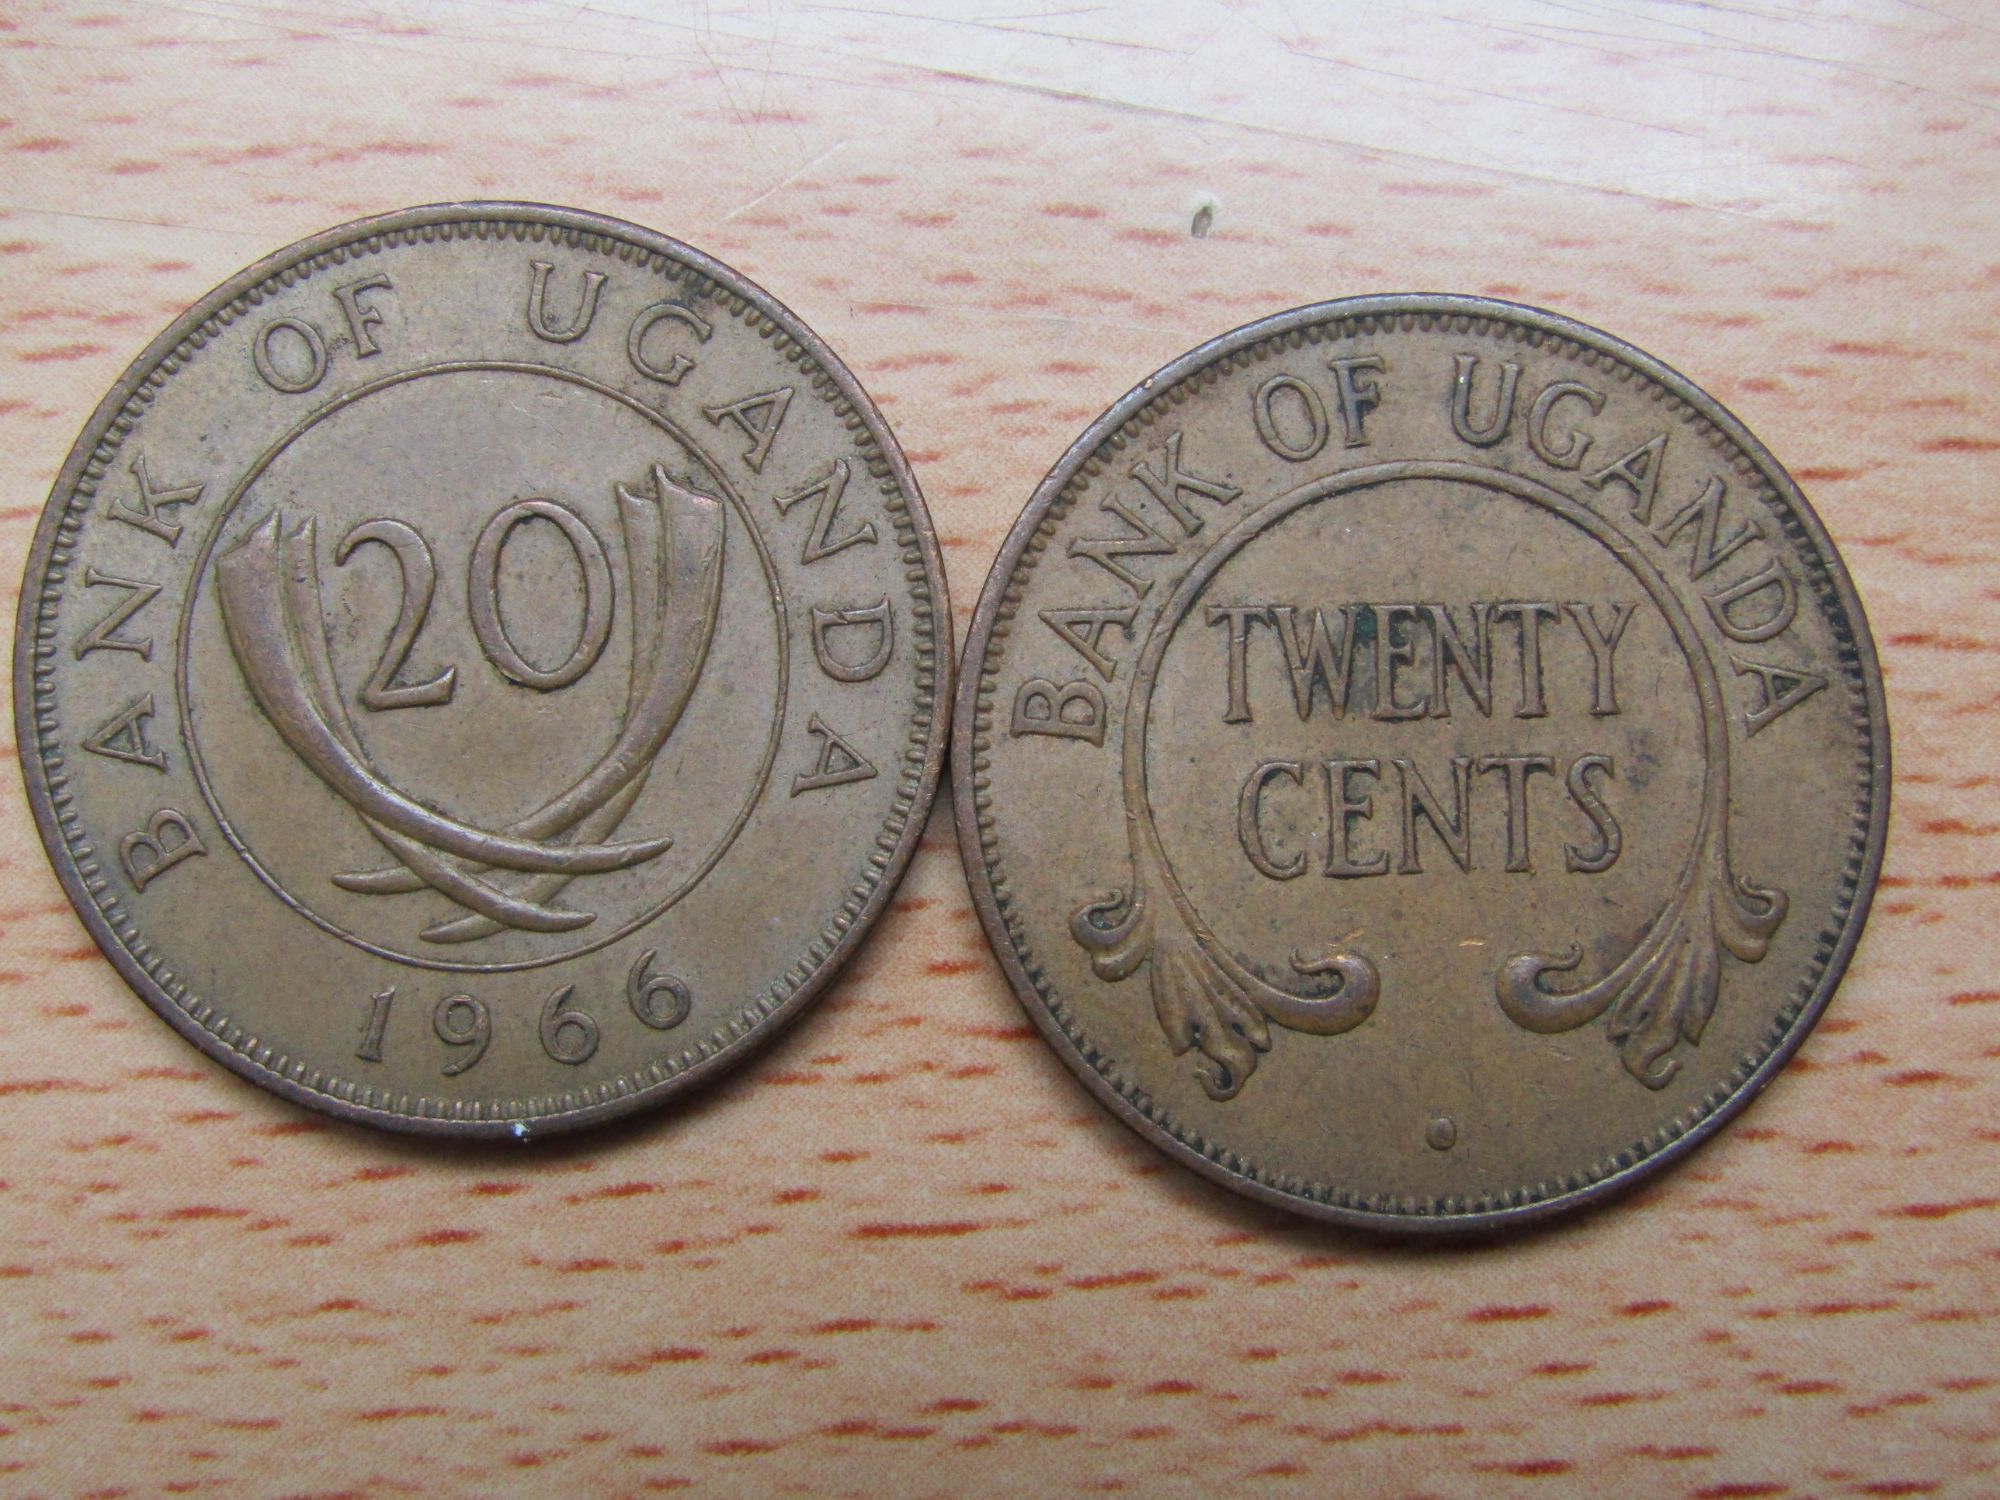 BANK OF UGANDA
20
1966
BANK OF UGANDA
TWENTY
CENTS